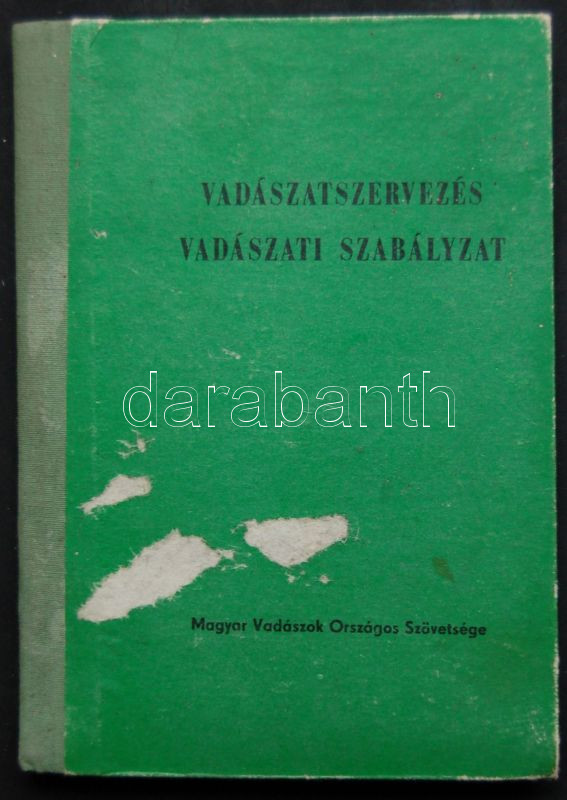 VADÁSZATSZERVEZÉS
VADÁSZATI SZABÁLYZAT
darabanth
Magyar Vadászok Országos Szövetsége